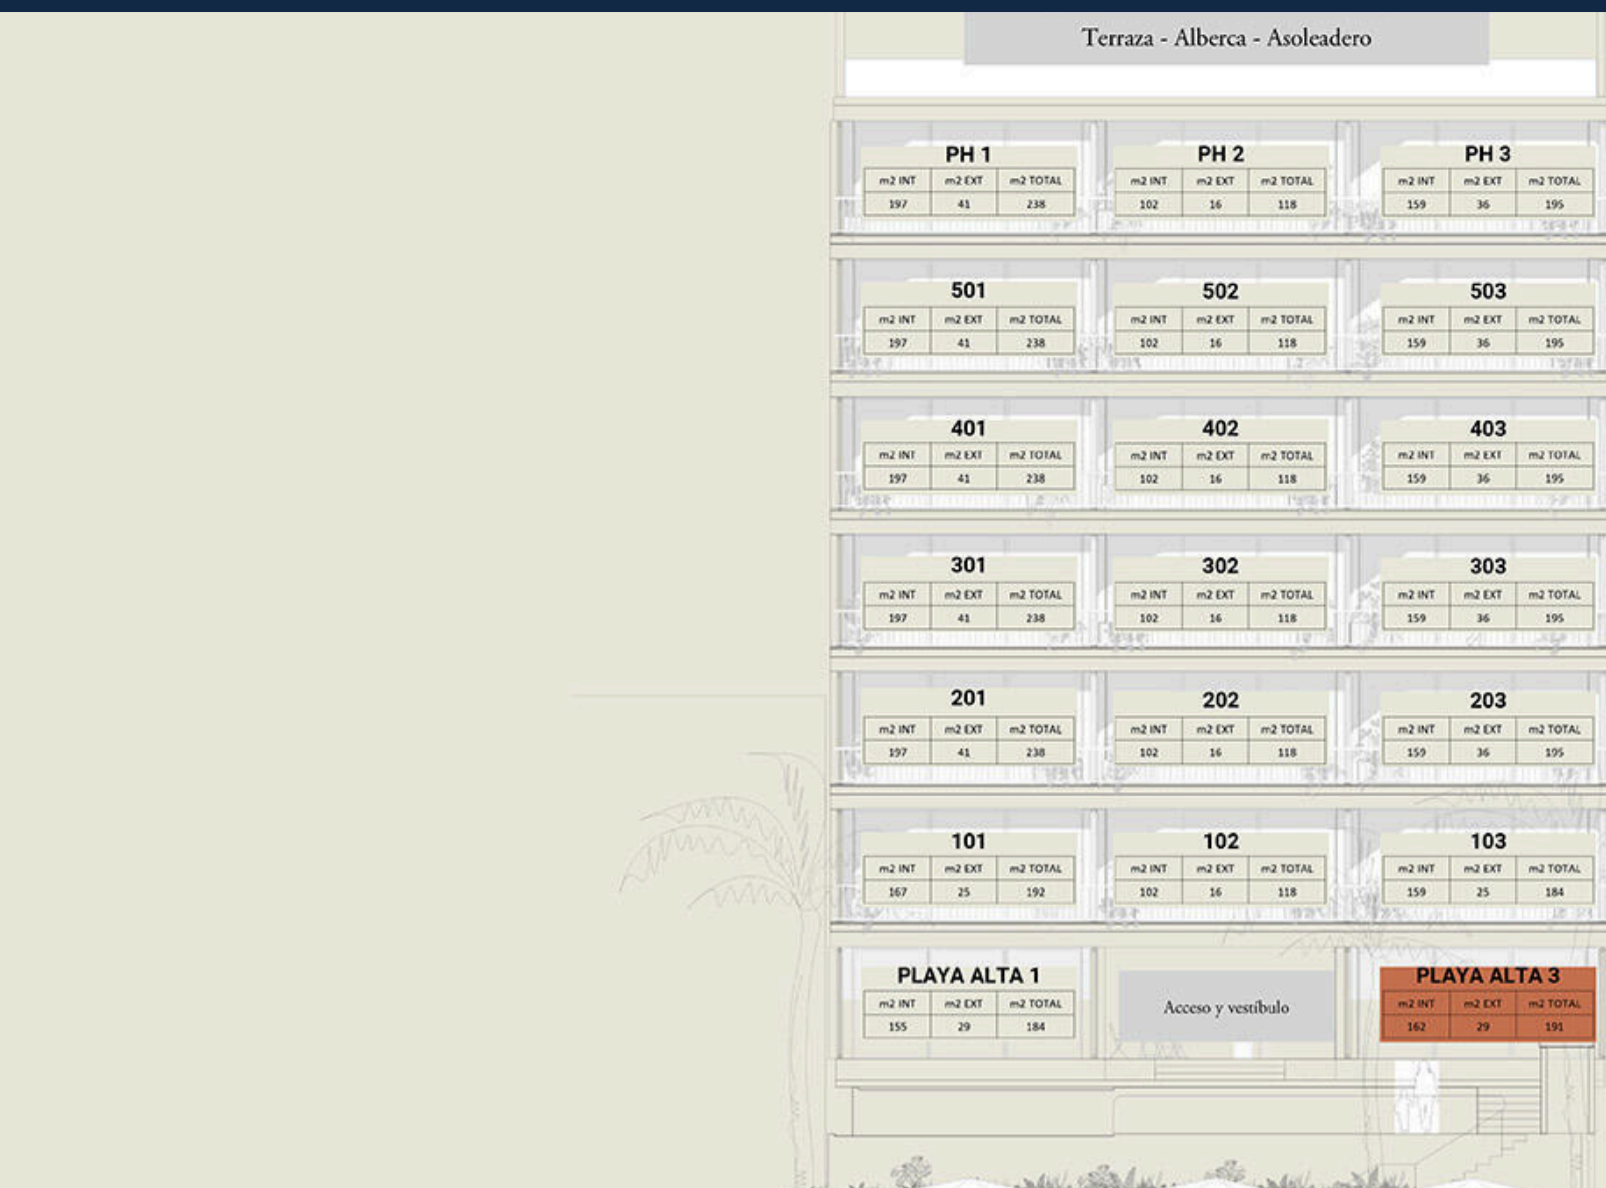 Terraza - Alberca - Asoleadero
PH 1 PH 2 PH 3
m2 INT m2 EXT m2 TOTAL m2 INT m2 EXT m2 TOTAL m2 INT m2 EXT m2 TOTAL
197 41 238 102 16 118 159 36 195
501 502 503
m2 INT m2 EXT m2 TOTAL m2 INT m2 EXT m2 TOTAL m2 INT m2 EXT m2 TOTAL
197 41 238 102 16 118 159 36 195
401 402 403
m2 INT m2 EXT m2 TOTAL m2 INT m2 EXT m2 TOTAL m2 INT m2 EXT m2 TOTAL
197 41 238 102 16 118 159 36 195
301 302 303
m2 INT m2 EXT m2 TOTAL m2 INT m2 EXT m2 TOTAL m2 INT m2 EXT m2 TOTAL
197 41 238 102 16 118 159 36 195
201 202 203
m2 INT m2 EXT m2 TOTAL m2 INT m2 EXT m2 TOTAL m2 INT m2 EXT m2 TOTAL
197 41 238 102 16 118 159 36 195
101 102 103
m2 INT m2 EXT m2 TOTAL m2 INT m2 EXT m2 TOTAL m2 INT m2 EXT m2 TOTAL
167 25 192 102 16 118 159 25 184
PLAYA ALTA 1 Acceso y vestíbulo PLAYA ALTA 3
m2 INT m2 EXT m2 TOTAL m2 INT m2 EXT m2 TOTAL
155 29 184 162 29 191